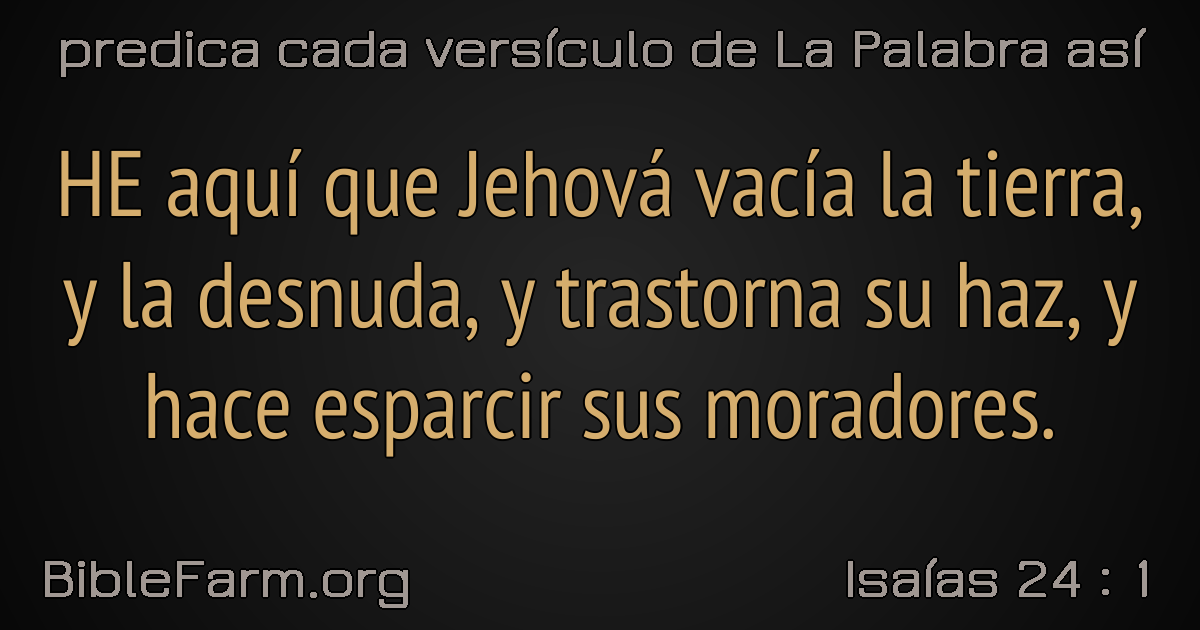 predica cada versículo de La Palabra así
HE aquí que Jehová vacía la tierra,
y la desnuda, y trastorna su haz, y
hace esparcir sus moradores.
BibleFarm.org
Isaías 24 : 1